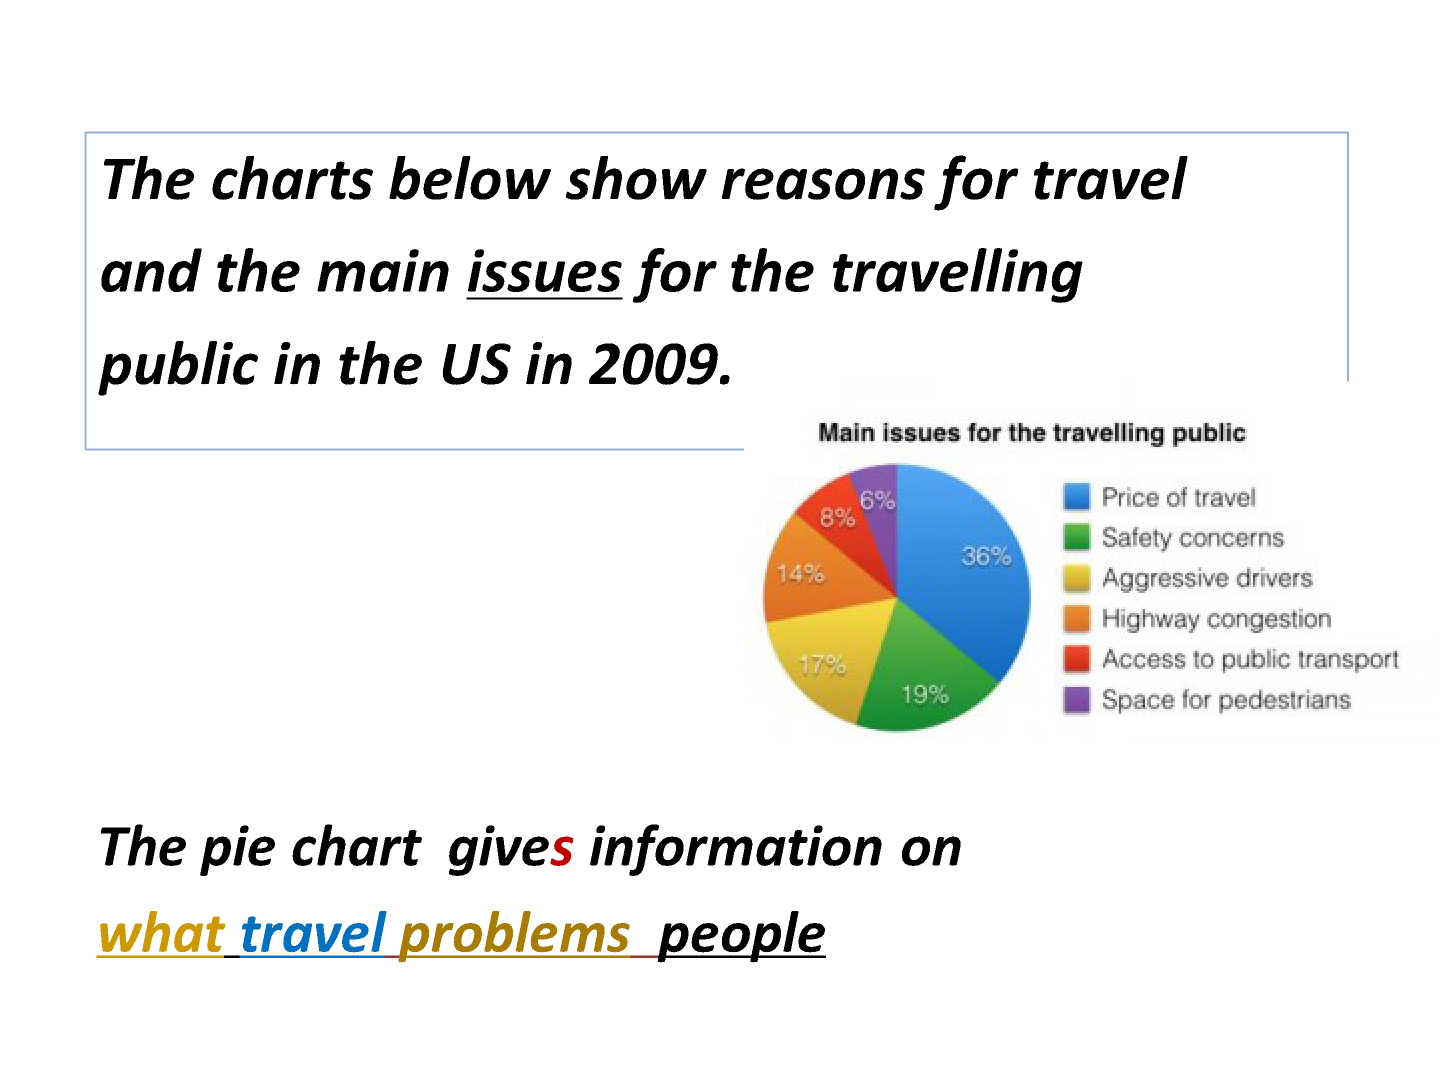 The charts below show reasons for travel
and the main issues for the travelling
public in the US in 2009.
Main issues for the travelling public
6%
8%
36%
14%
17%
19%
Price of travel
Safety concerns
Aggressive drivers
Highway congestion
Access to public transport
Space for pedestrians
The pie chart gives information on
what travel problems people